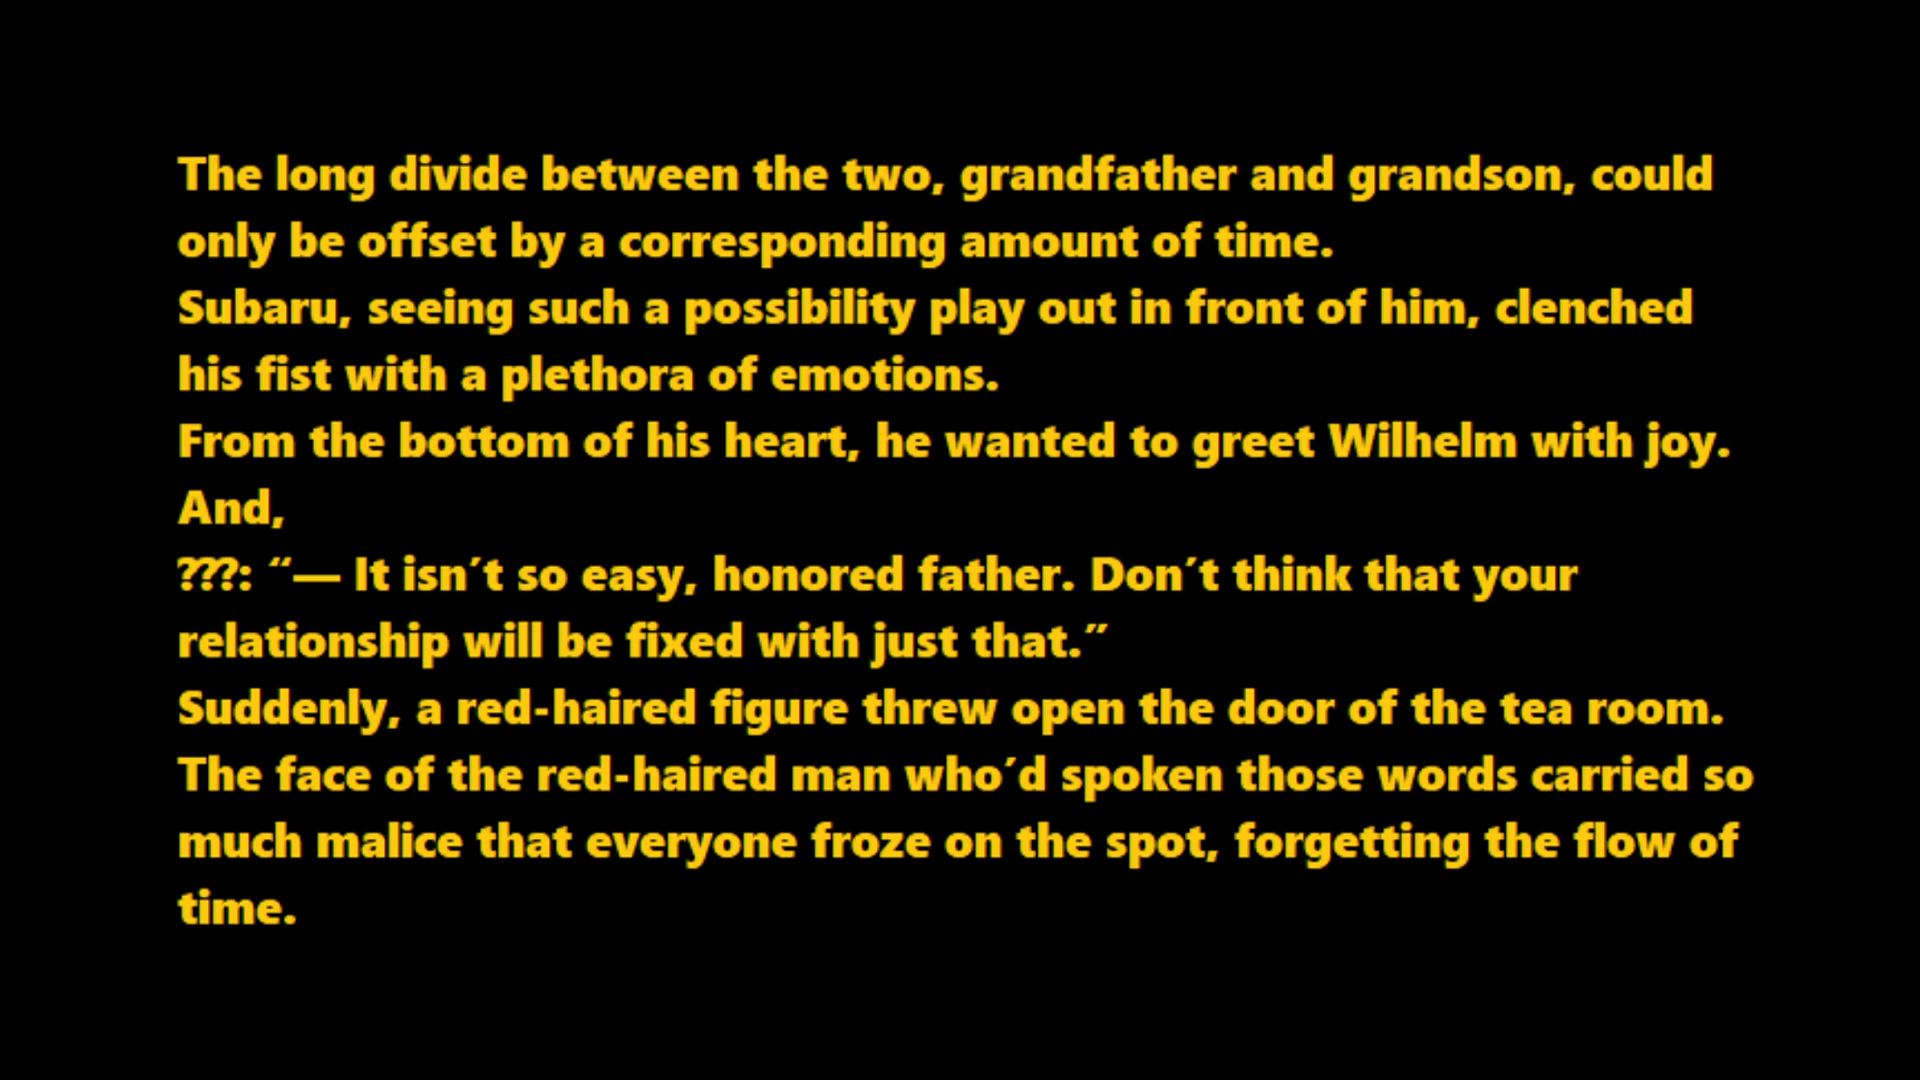 The long divide between the two, grandfather and grandson, could
only be offset by a corresponding amount of time.
Subaru, seeing such a possibility play out in front of him, clenched
his fist with a plethora of emotions.
From the bottom of his heart, he wanted to greet Wilhelm with joy.
And,
???: “— It isn´t so easy, honored father. Don´t think that your
relationship will be fixed with just that.”
Suddenly, a red-haired figure threw open the door of the tea room.
The face of the red-haired man who´d spoken those words carried so
much malice that everyone froze on the spot, forgetting the flow of
time.